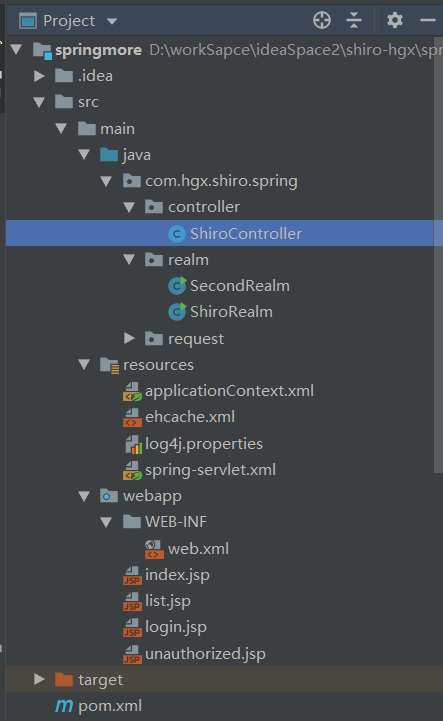 Project
springmore D:\workSapce\ideaSpace2\shiro-hgx\spr
.idea
src
main
java
com.hgx.shiro.spring
controller
ShiroController
realm
SecondRealm
ShiroRealm
request
resources
applicationContext.xml
ehcache.xml
log4j.properties
spring-servlet.xml
webapp
WEB-INF
web.xml
index.jsp
list.jsp
login.jsp
unauthorized.jsp
target
pom.xml